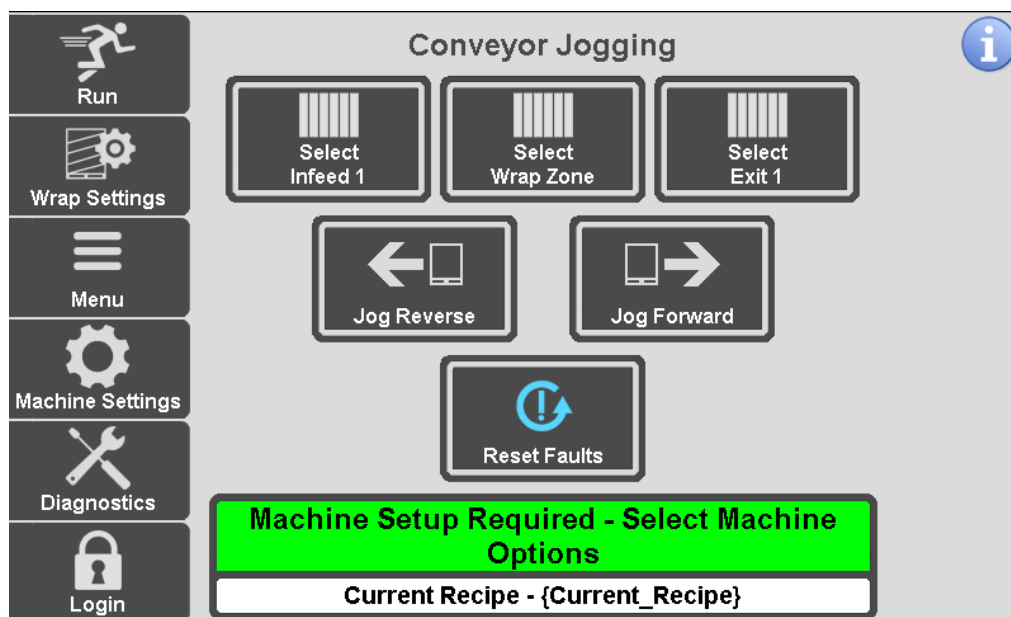 Conveyor Jogging
Run
Wrap Settings
Menu
Machine Settings
Diagnostics
Login
Select
Infeed 1
Select
Wrap Zone
Select
Exit 1
Jog Reverse
Jog Forward
Reset Faults
Machine Setup Required - Select Machine
Options
Current Recipe - {Current_Recipe}